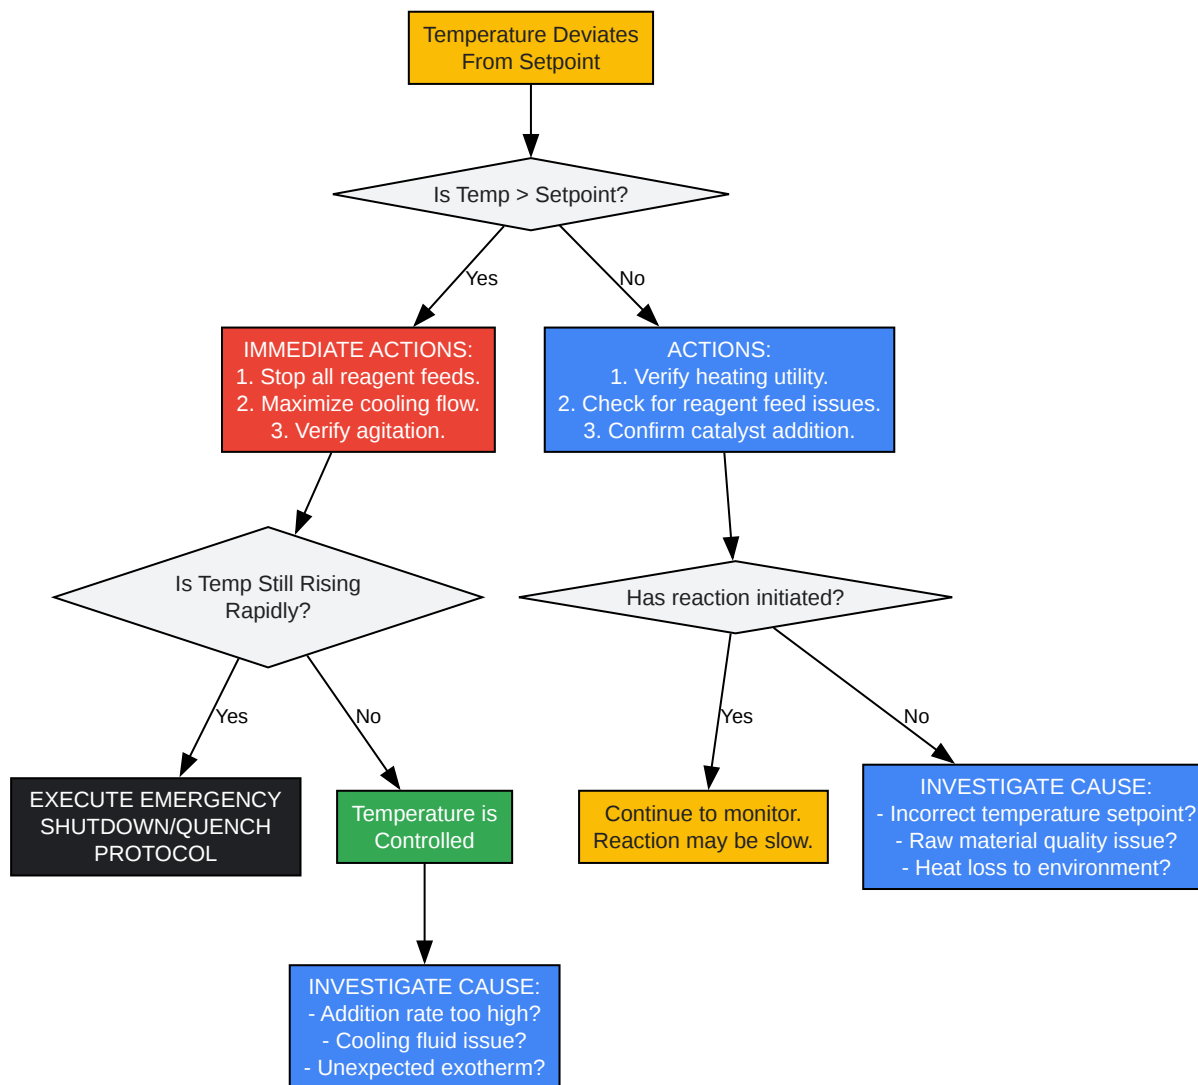 Temperature Deviates
From Setpoint
Is Temp > Setpoint?
Yes
No
IMMEDIATE ACTIONS:
1. Stop all reagent feeds.
2. Maximize cooling flow.
3. Verify agitation.
ACTIONS:
1. Verify heating utility.
2. Check for reagent feed issues.
3. Confirm catalyst addition.
Is Temp Still Rising
Rapidly?
Has reaction initiated?
Yes
No
Yes
No
EXECUTE EMERGENCY
SHUTDOWN/QUENCH
PROTOCOL
Temperature is
Controlled
Continue to monitor.
Reaction may be slow.
INVESTIGATE CAUSE:
- Incorrect temperature setpoint?
- Raw material quality issue?
- Heat loss to environment?
INVESTIGATE CAUSE:
- Addition rate too high?
- Cooling fluid issue?
- Unexpected exotherm?